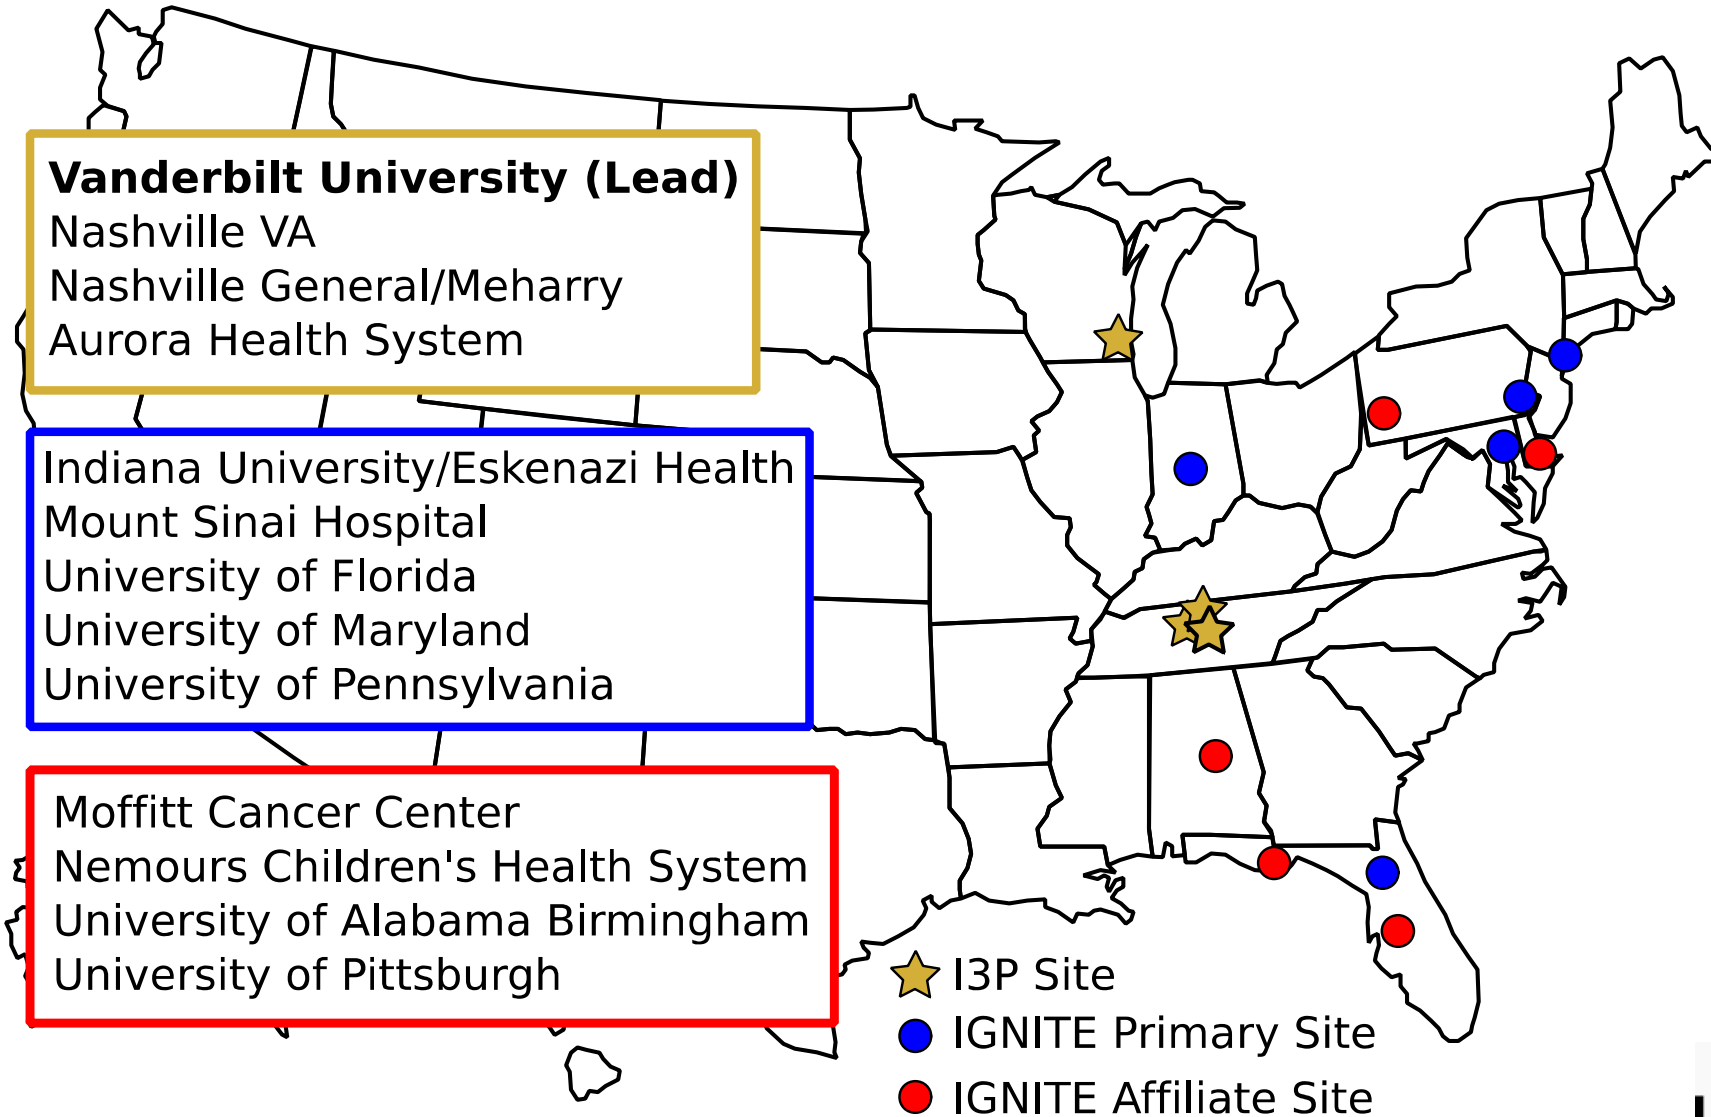 Vanderbilt University (Lead)
Nashville VA
Nashville General/Meharry
Aurora Health System
Indiana University/Eskenazi Health
Mount Sinai Hospital
University of Florida
University of Maryland
University of Pennsylvania
Moffitt Cancer Center
Nemours Children's Health System
University of Alabama Birmingham
University of Pittsburgh
I3P Site
IGNITE Primary Site
IGNITE Affiliate Site